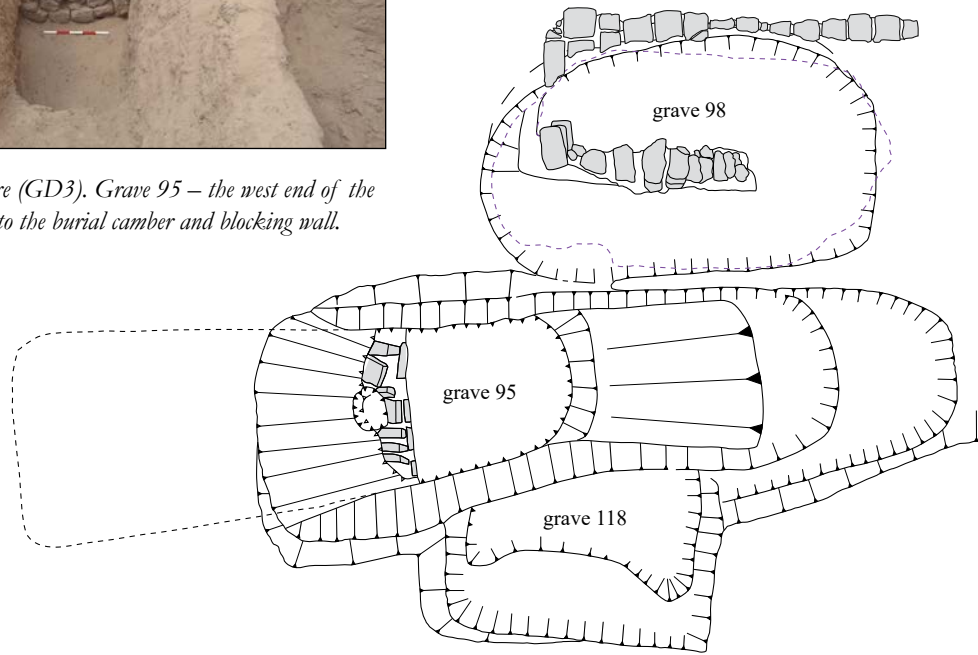 re (GD3). Grave 95 – the west end of the
to the burial camber and blocking wall.
grave 98
grave 95
grave 118